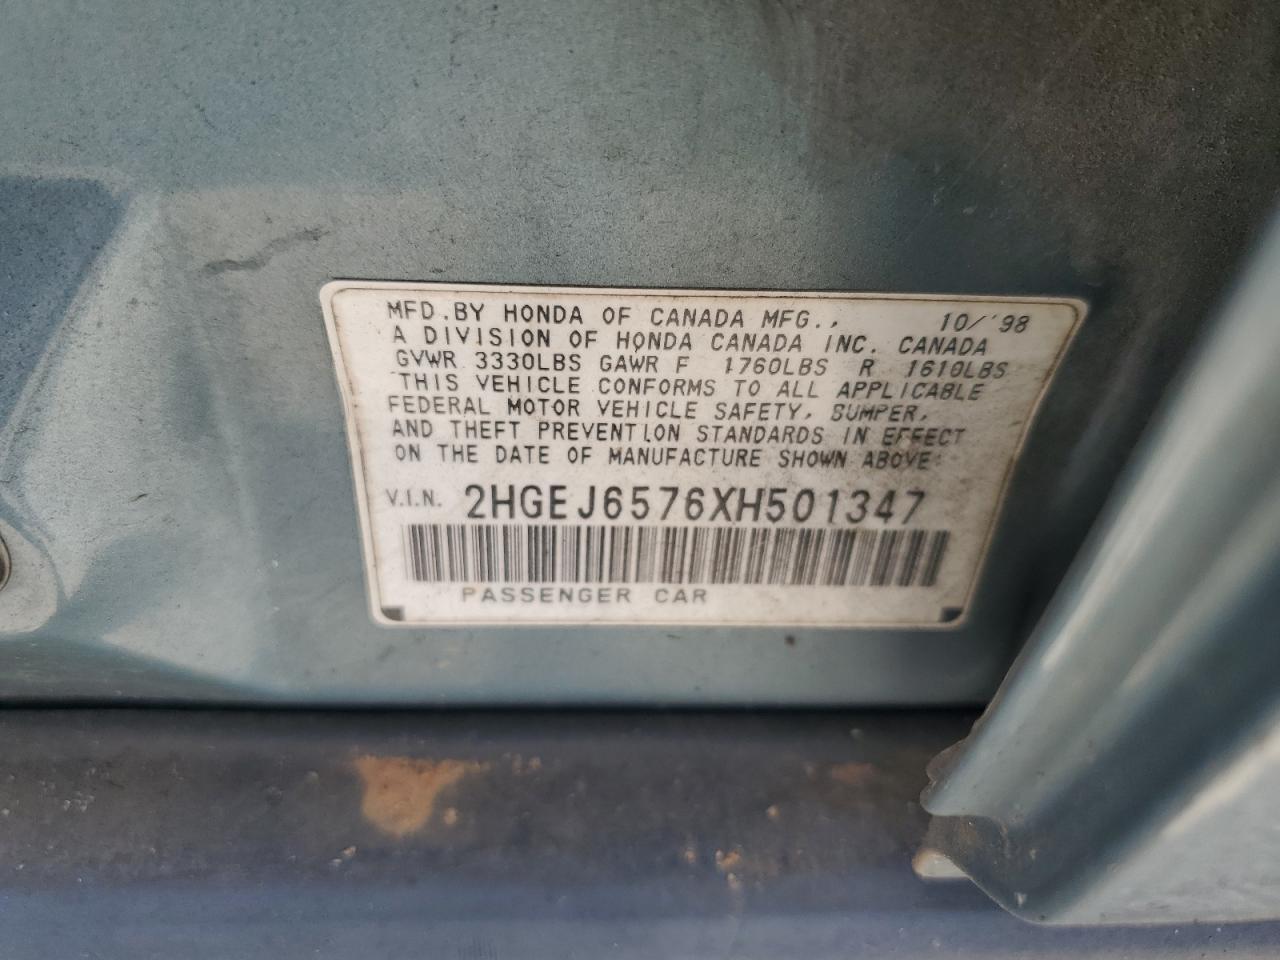 MFD.BY HONDA OF CANADA MFG., 10/'98
A DIVISION OF HONDA CANADA INC. CANADA
GVWR 3330LBS GAWR F 1760LBS R 1610LBS
THIS VEHICLE CONFORMS TO ALL APPLICABLE
FEDERAL MOTOR VEHICLE SAFETY, BUMPER,
AND THEFT PREVENTION STANDARDS IN EFFECT
ON THE DATE OF MANUFACTURE SHOWN ABOVE.
V.I.N. 2HGEJ6576XH501347
PASSENGER CAR